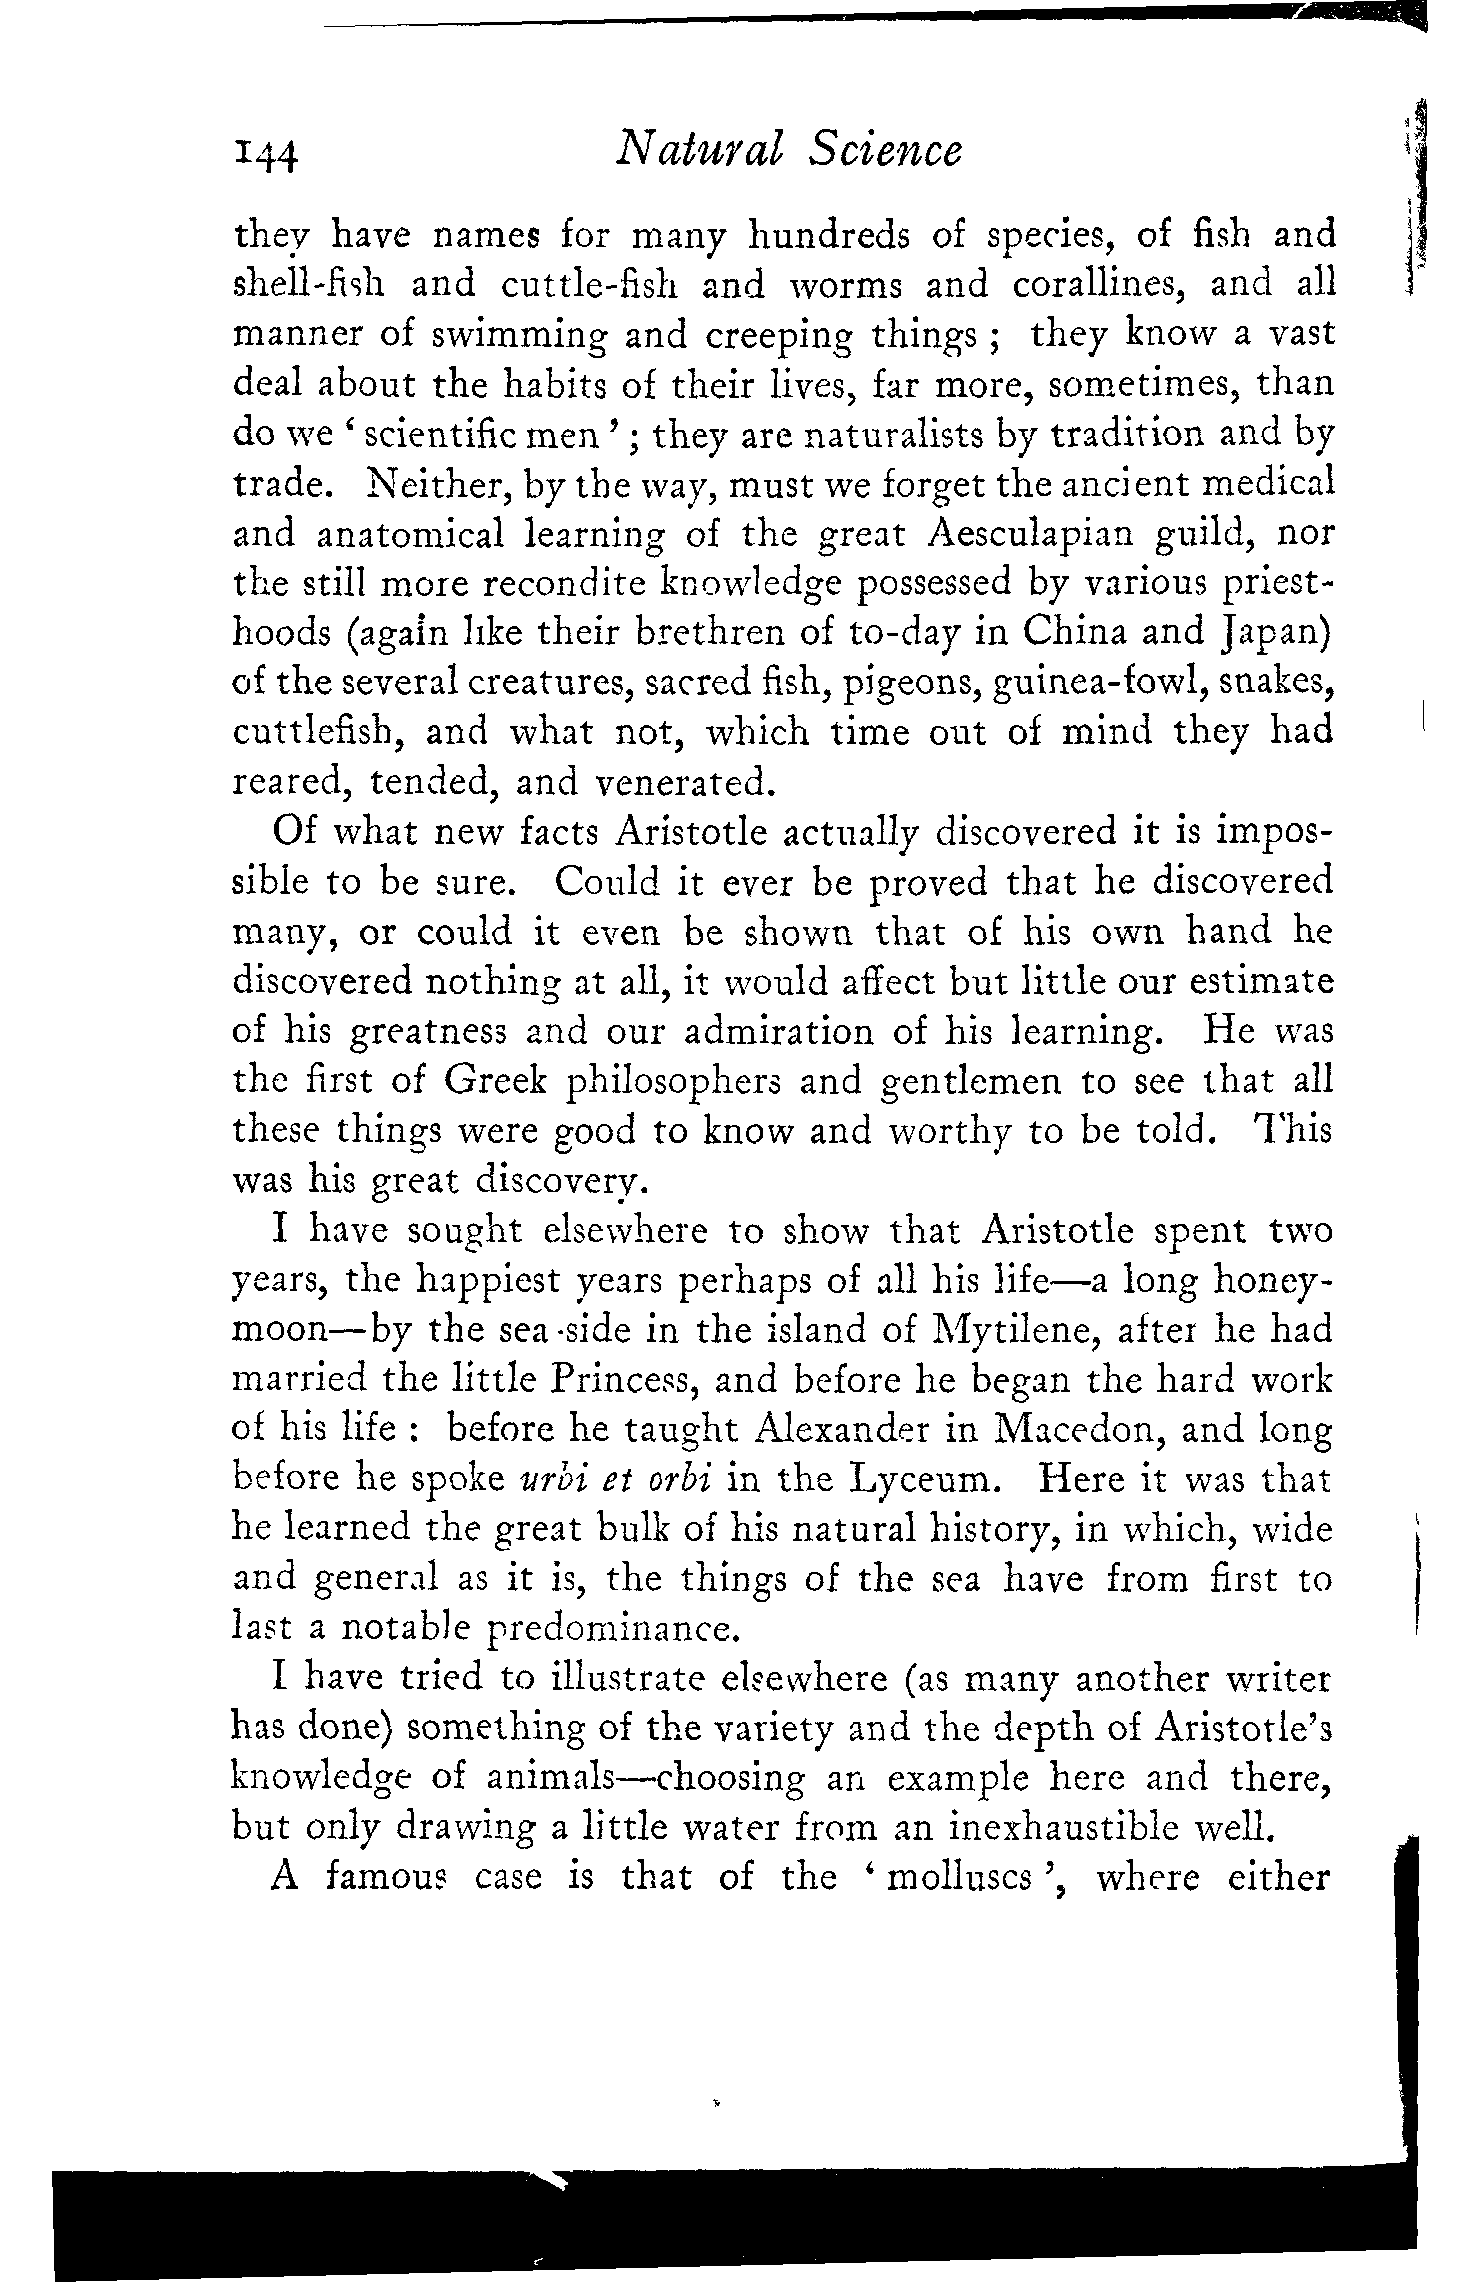 144 Natural Science
they have names for many hundreds of species, of fish and
shell-fish and cuttle-fish and worms and corallines, and all
manner of swimming and creeping things ; they know a vast
deal about the habits of their lives, far more, sometimes, than
do we ‘ scientific men ’ ; they are naturalists by tradition and by
trade. Neither, by the way, must we forget the ancient medical
and anatomical learning of the great Aesculapian guild, nor
the still more recondite knowledge possessed by various priest-
hoods (again like their brethren of to-day in China and Japan)
of the several creatures, sacred fish, pigeons, guinea-fowl, snakes,
cuttlefish, and what not, which time out of mind they had
reared, tended, and venerated.
Of what new facts Aristotle actually discovered it is impos-
sible to be sure. Could it ever be proved that he discovered
many, or could it even be shown that of his own hand he
discovered nothing at all, it would affect but little our estimate
of his greatness and our admiration of his learning. He was
the first of Greek philosophers and gentlemen to see that all
these things were good to know and worthy to be told. This
was his great discovery.
I have sought elsewhere to show that Aristotle spent two
years, the happiest years perhaps of all his life—a long honey-
moon—by the sea-side in the island of Mytilene, after he had
married the little Princess, and before he began the hard work
of his life : before he taught Alexander in Macedon, and long
before he spoke urbi et orbi in the Lyceum. Here it was that
he learned the great bulk of his natural history, in which, wide
and general as it is, the things of the sea have from first to
last a notable predominance.
I have tried to illustrate elsewhere (as many another writer
has done) something of the variety and the depth of Aristotle’s
knowledge of animals—choosing an example here and there,
but only drawing a little water from an inexhaustible well.
A famous case is that of the ‘ molluscs ’, where either